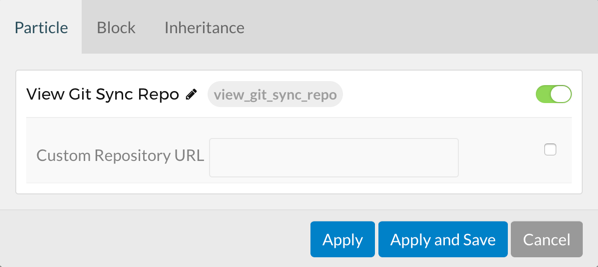 Particle Block Inheritance
View Git Sync Repo view_git_sync_repo
Custom Repository URL
Apply Apply and Save Cancel